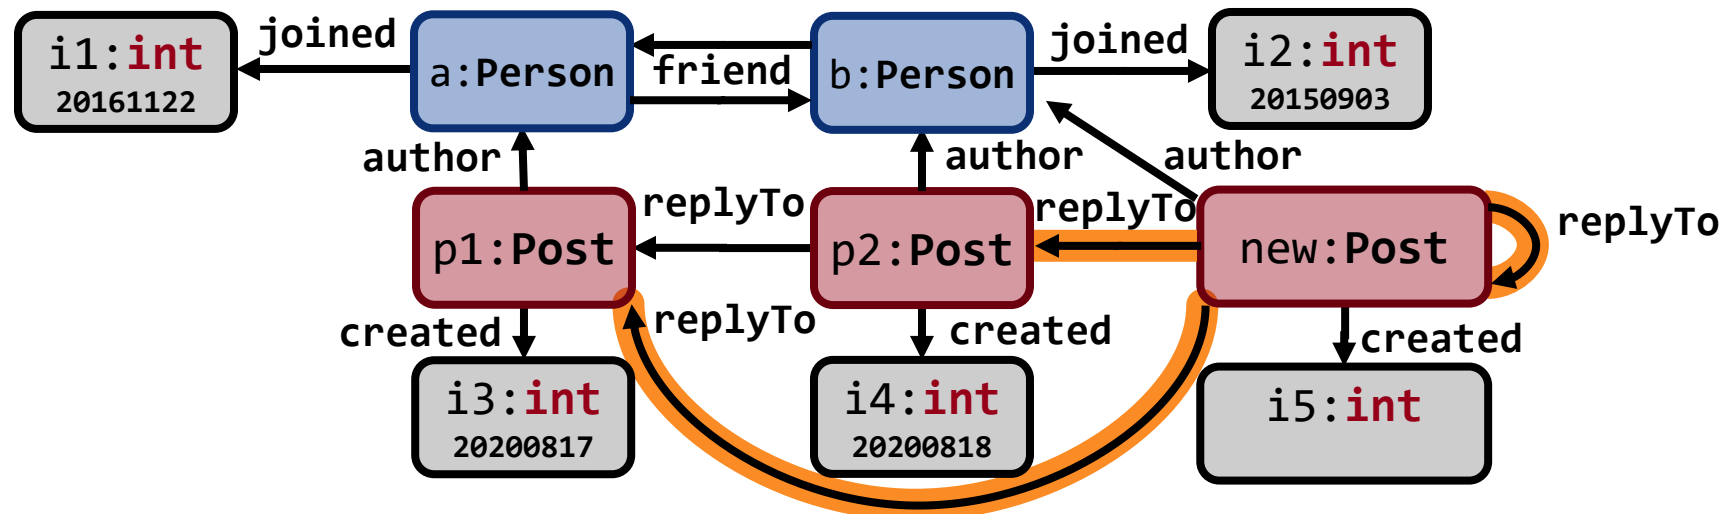 i1:int
20161122
joined
a:Person
friend
b:Person
joined
i2:int
20150903
author
author
author
p1:Post
replyTo
p2:Post
replyTo
new:Post
replyTo
created
replyTo
created
created
i3:int
20200817
i4:int
20200818
i5:int